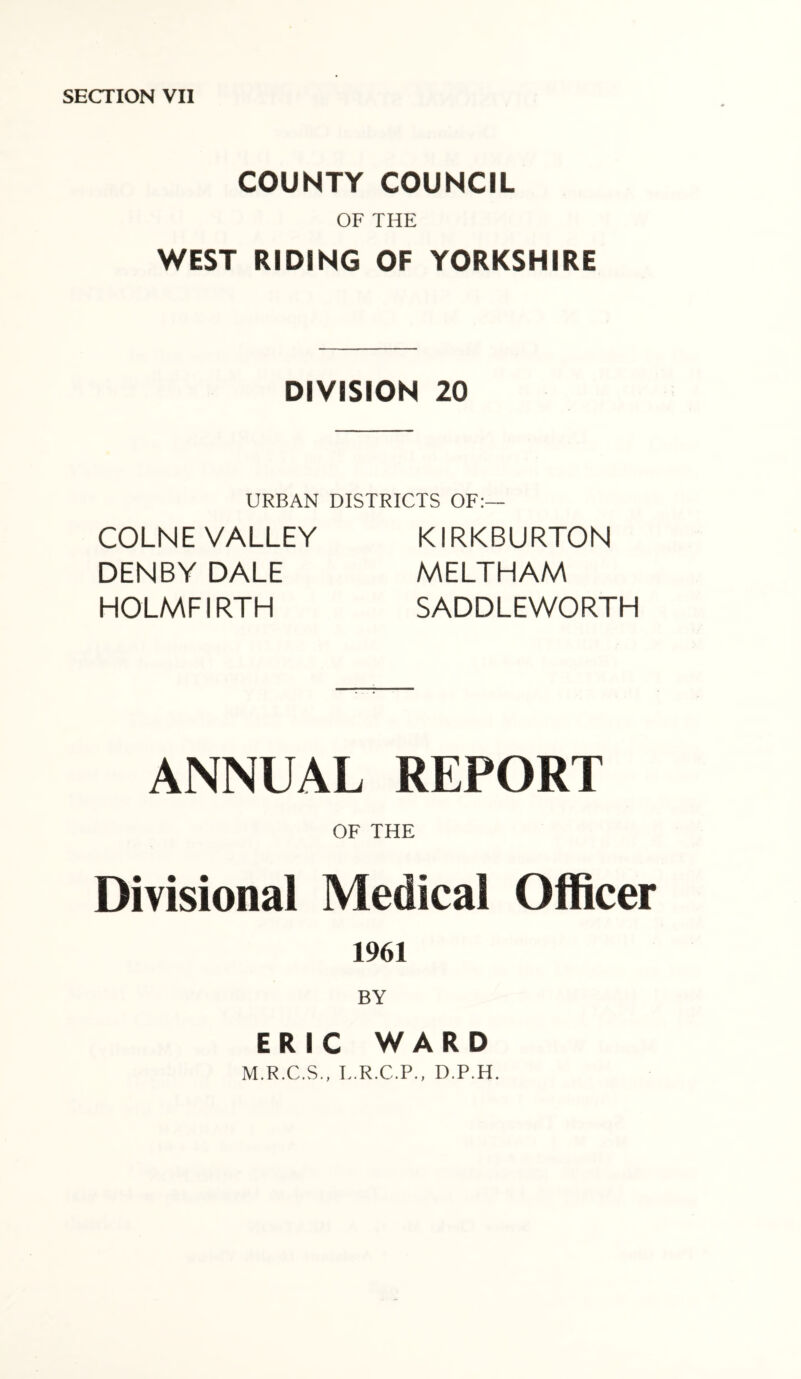 SECTION VII
COUNTY COUNCIL
OF THE
WEST RIDING OF YORKSHIRE
DIVISION 20
URBAN DISTRICTS OF:—
COLNE VALLEY KIRKBURTON
DENBY DALE MELTHAM
HOLMFIRTH SADDLEWORTH
ANNUAL REPORT
OF THE
Divisional Medical Officer
1961
BY
ERIC WARD
M.R.C.S., L.R.C.P., D.P.H.